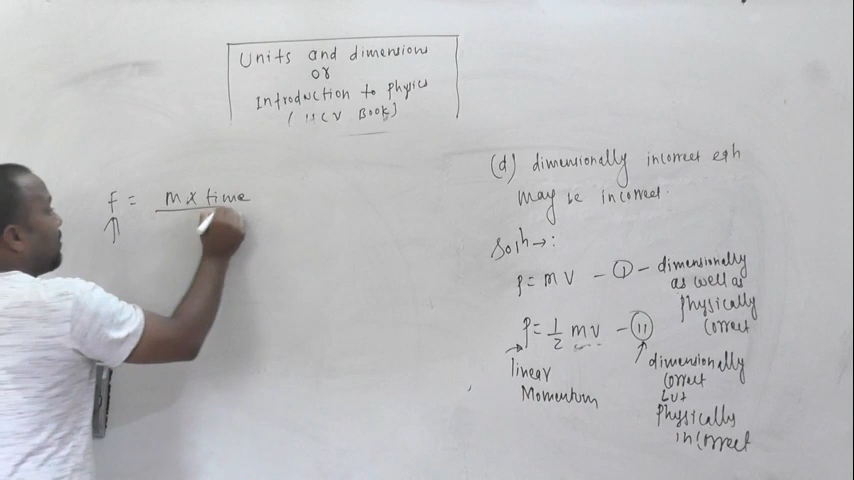 Units and dimensions
or
Introduction to physics
( HCV BOOK)
F = m x time
(d) dimensionally incorrect eqn
may be incorrect.
Soln→:
P = mv - (I) - dimensionally
as well as
physically
correct
P = 1/2 mv - (II)
linear
Momentum
dimensionally
correct
but
physically
incorrect